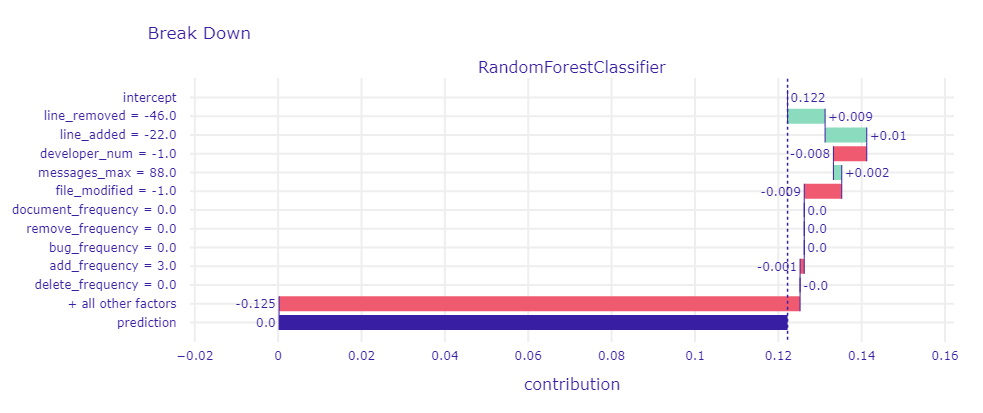 Break Down
RandomForestClassifier
intercept 0.122
line_removed = -46.0 +0.009
line_added = -22.0 +0.01
developer_num = -1.0 -0.008
messages_max = 88.0 +0.002
file_modified = -1.0 -0.009
document_frequency = 0.0 0.0
remove_frequency = 0.0 0.0
bug_frequency = 0.0 0.0
add_frequency = 3.0 -0.001
delete_frequency = 0.0 -0.0
+ all other factors -0.125
prediction 0.0
−0.02 0 0.02 0.04 0.06 0.08 0.1 0.12 0.14 0.16
contribution